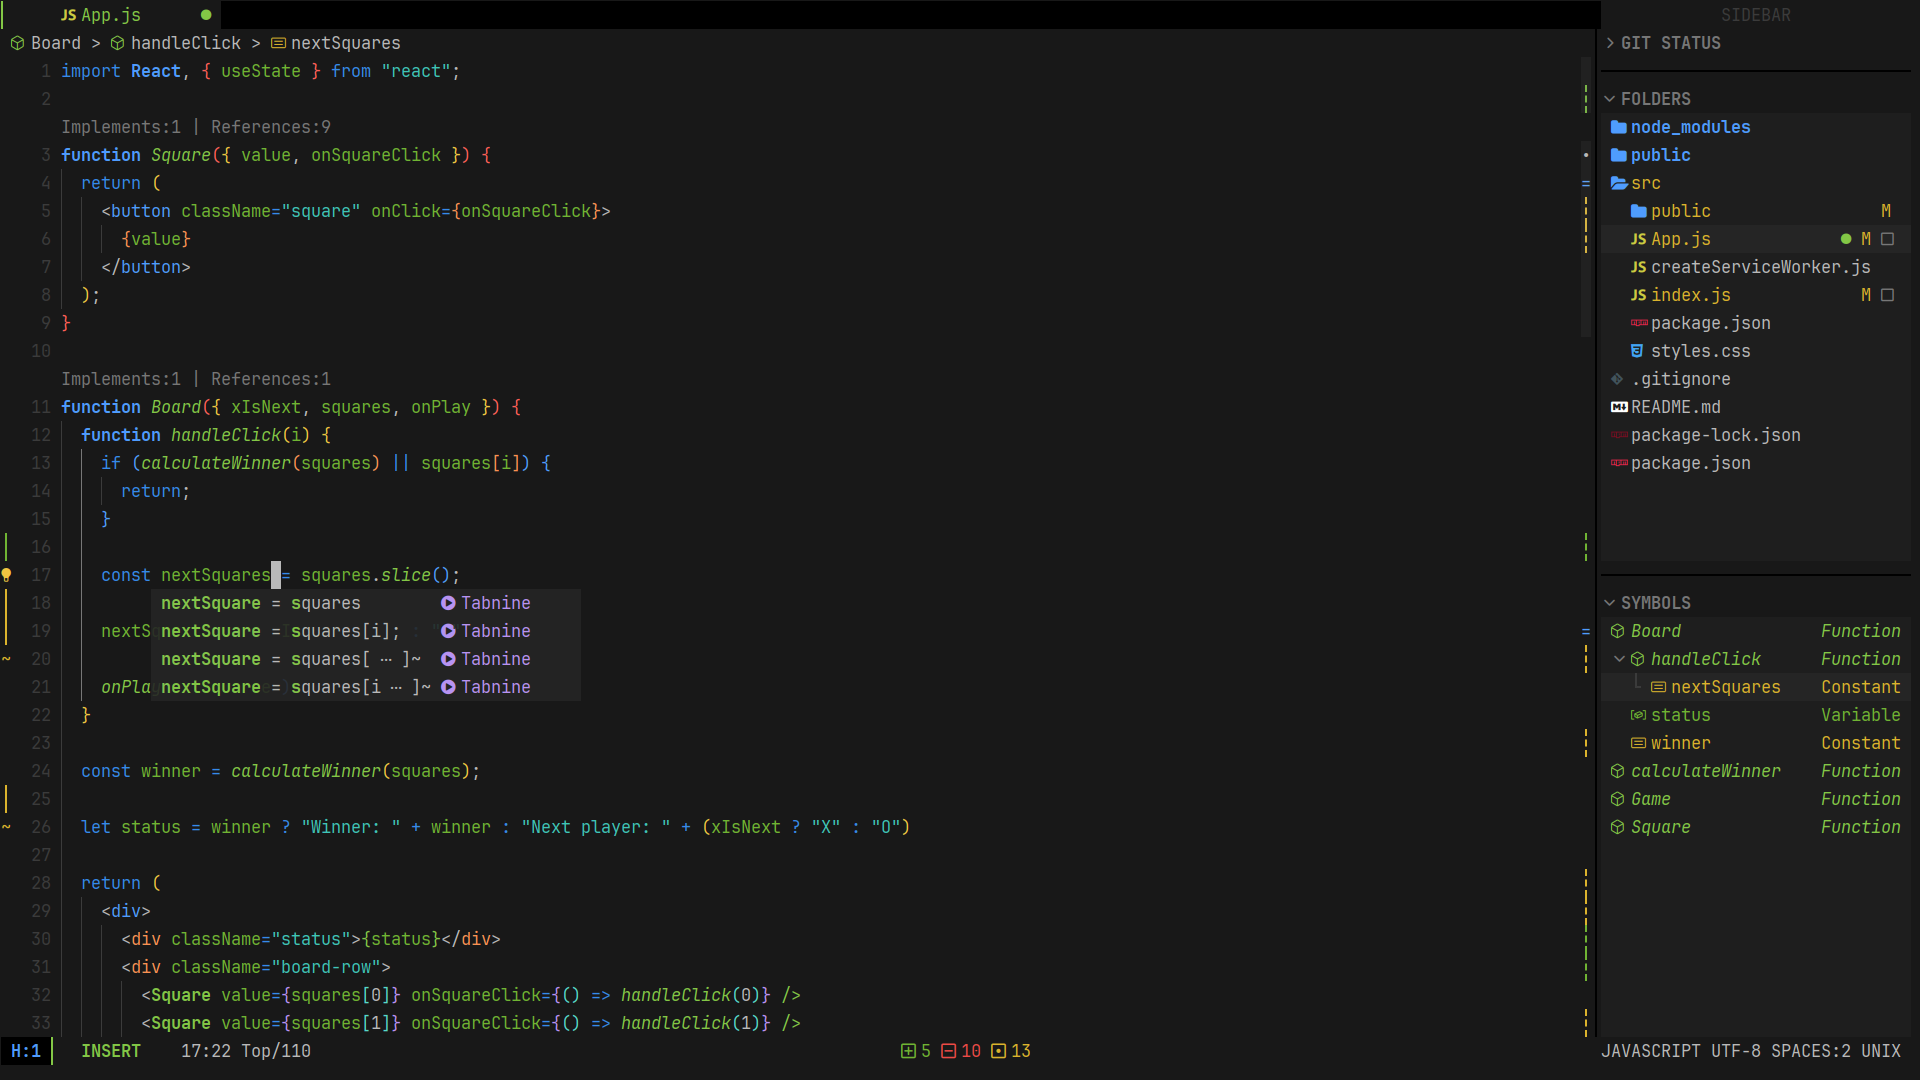 JS App.js
SIDEBAR
Board > handleClick > nextSquares
GIT STATUS
1 import React, { useState } from "react";
2
Implements:1 | References:9
3 function Square({ value, onSquareClick }) {
4 return (
5 <button className="square" onClick={onSquareClick}>
6 {value}
7 </button>
8 );
9 }
10
Implements:1 | References:1
11 function Board({ xIsNext, squares, onPlay }) {
12 function handleClick(i) {
13 if (calculateWinner(squares) || squares[i]) {
14 return;
15 }
16
17 const nextSquares = squares.slice();
18 nextSquare = squares Tabnine
19 nextS nextSquare = squares[i]; Tabnine
~ 20 nextSquare = squares[ … ]~ Tabnine
21 onPla nextSquare = squares[i … ]~ Tabnine
22 }
23
24 const winner = calculateWinner(squares);
25
~ 26 let status = winner ? "Winner: " + winner : "Next player: " + (xIsNext ? "X" : "O")
27
28 return (
29 <div>
30 <div className="status">{status}</div>
31 <div className="board-row">
32 <Square value={squares[0]} onSquareClick={() => handleClick(0)} />
33 <Square value={squares[1]} onSquareClick={() => handleClick(1)} />
FOLDERS
node_modules
public
src
public M
JS App.js M
JS createServiceWorker.js
JS index.js M
package.json
styles.css
.gitignore
README.md
package-lock.json
package.json
SYMBOLS
Board Function
handleClick Function
nextSquares Constant
status Variable
winner Constant
calculateWinner Function
Game Function
Square Function
H:1 INSERT 17:22 Top/110 5 10 13 JAVASCRIPT UTF-8 SPACES:2 UNIX